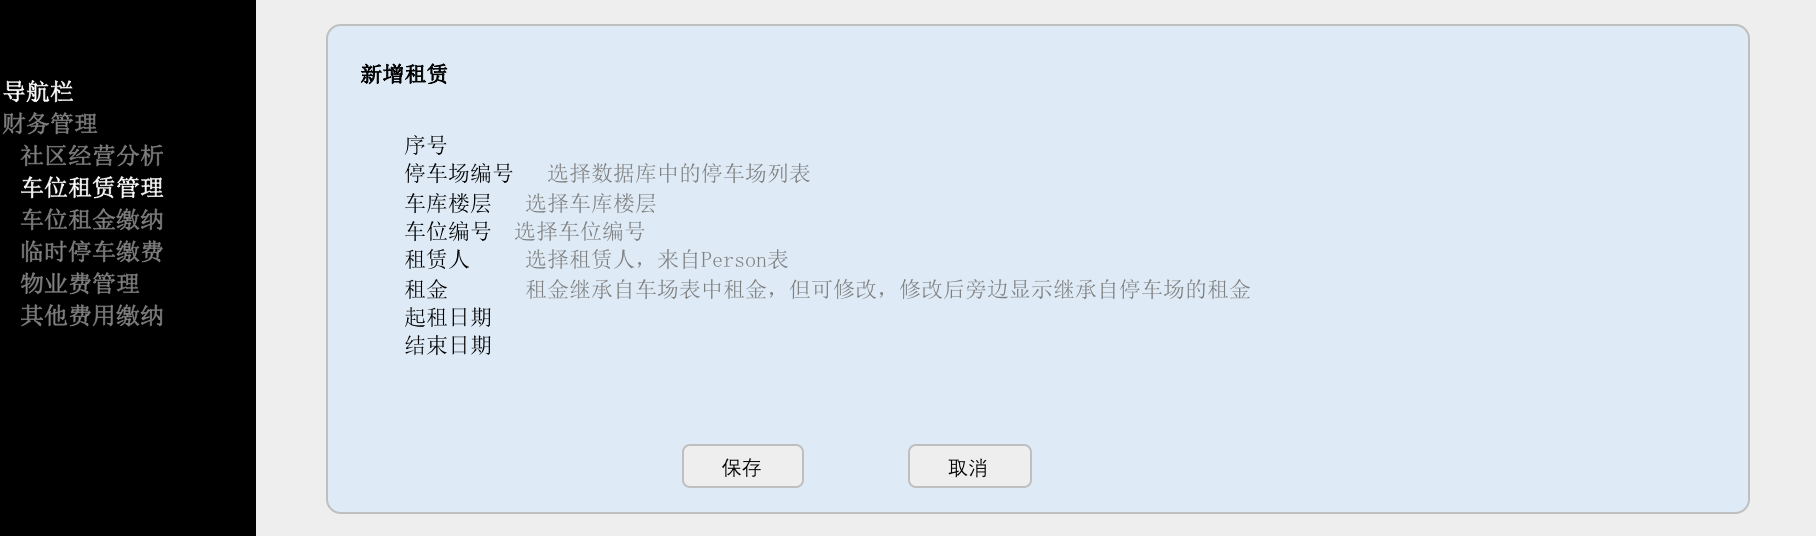 导航栏
财务管理
社区经营分析
车位租赁管理
车位租金缴纳
临时停车缴费
物业费管理
其他费用缴纳
新增租赁
序号
停车场编号 选择数据库中的停车场列表
车库楼层 选择车库楼层
车位编号 选择车位编号
租赁人 选择租赁人，来自Person表
租金 租金继承自车场表中租金，但可修改，修改后旁边显示继承自停车场的租金
起租日期
结束日期
保存 取消